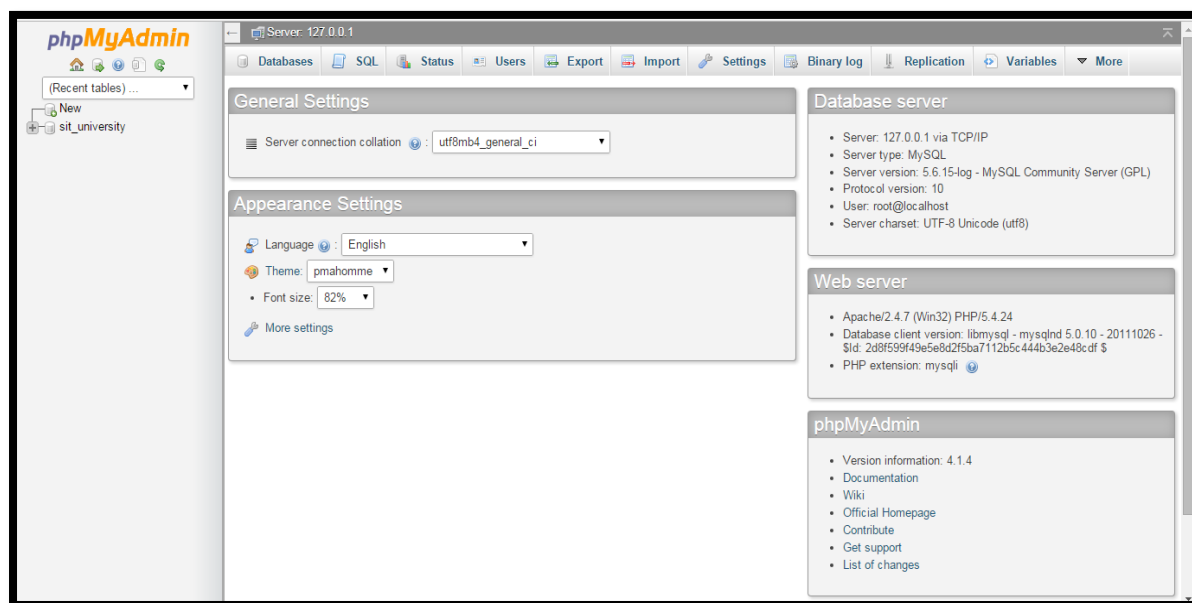 phpMyAdmin
(Recent tables) ...
New
sit_university
Server: 127.0.0.1
Databases SQL Status Users Export Import Settings Binary log Replication Variables More
General Settings
Server connection collation : utf8mb4_general_ci
Appearance Settings
Language : English
Theme: pmahomme
• Font size: 82%
More settings
Database server
• Server: 127.0.0.1 via TCP/IP
• Server type: MySQL
• Server version: 5.6.15-log - MySQL Community Server (GPL)
• Protocol version: 10
• User: root@localhost
• Server charset: UTF-8 Unicode (utf8)
Web server
• Apache/2.4.7 (Win32) PHP/5.4.24
• Database client version: libmysql - mysqlnd 5.0.10 - 20111026 -
$Id: 2d8f599f49e5e8d2f5ba7112b5c444b3e2e48cdf $
• PHP extension: mysqli
phpMyAdmin
• Version information: 4.1.4
• Documentation
• Wiki
• Official Homepage
• Contribute
• Get support
• List of changes